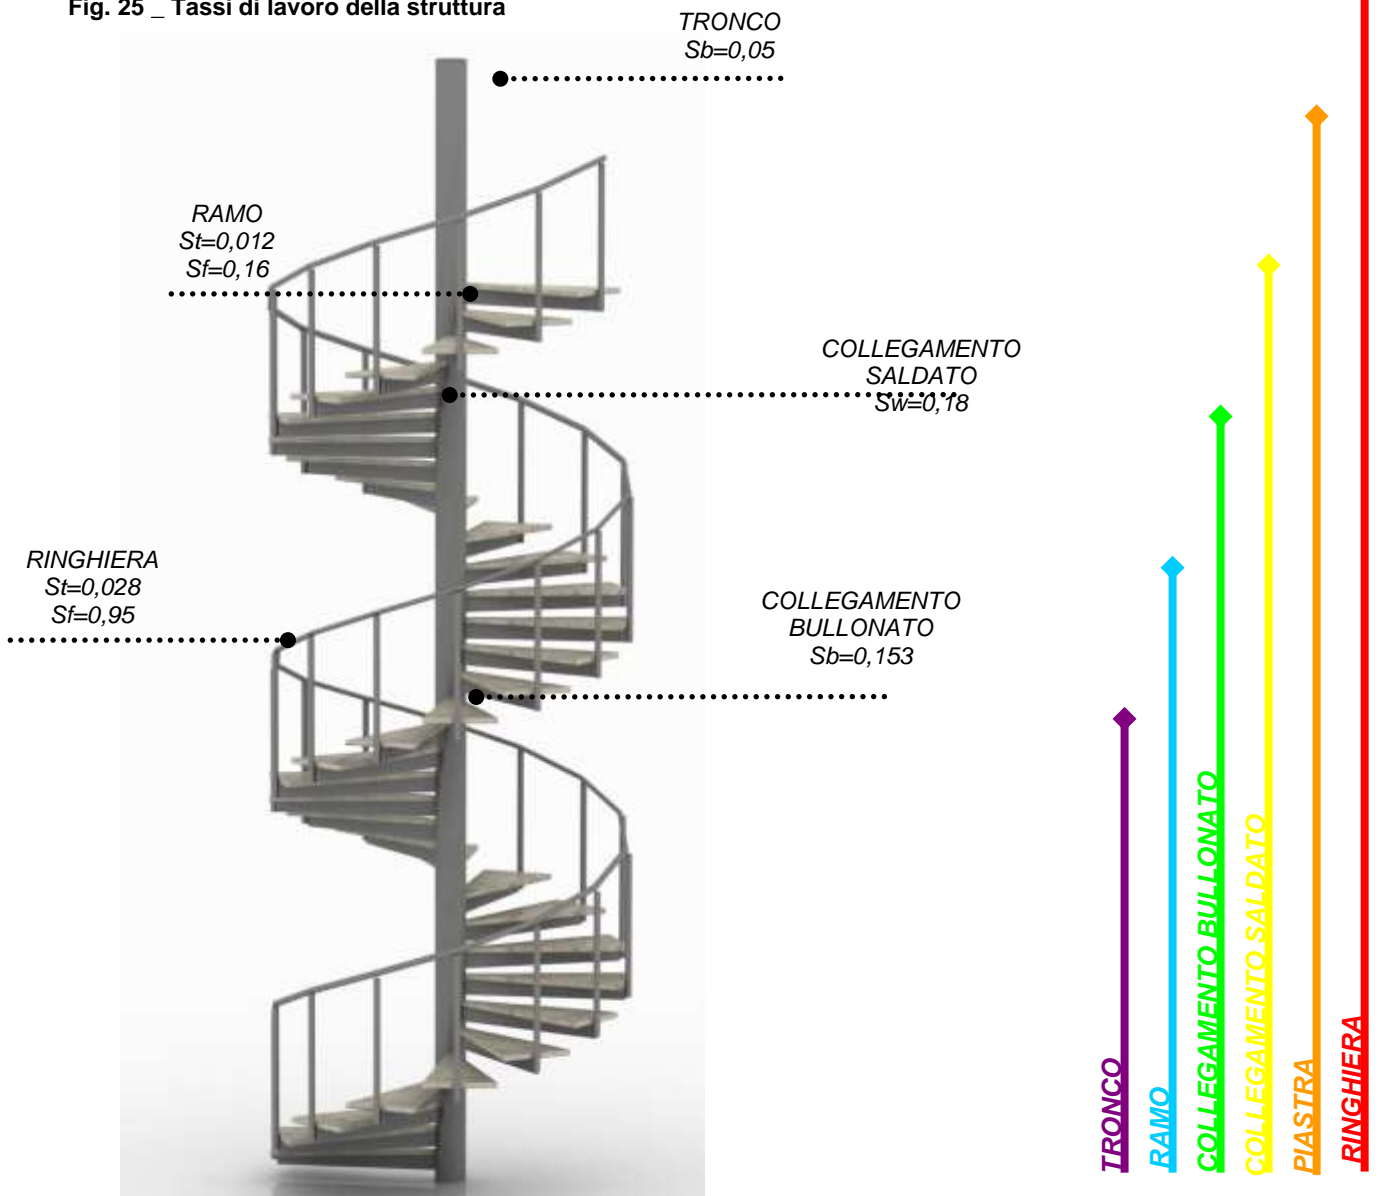 Fig. 25 _ Tassi di lavoro della struttura
TRONCO
Sb=0,05
RAMO
St=0,012
Sf=0,16
COLLEGAMENTO
SALDATO
Sw=0,18
RINGHIERA
St=0,028
Sf=0,95
COLLEGAMENTO
BULLONATO
Sb=0,153
TRONCO
RAMO
COLLEGAMENTO BULLONATO
COLLEGAMENTO SALDATO
PIASTRA
RINGHIERA